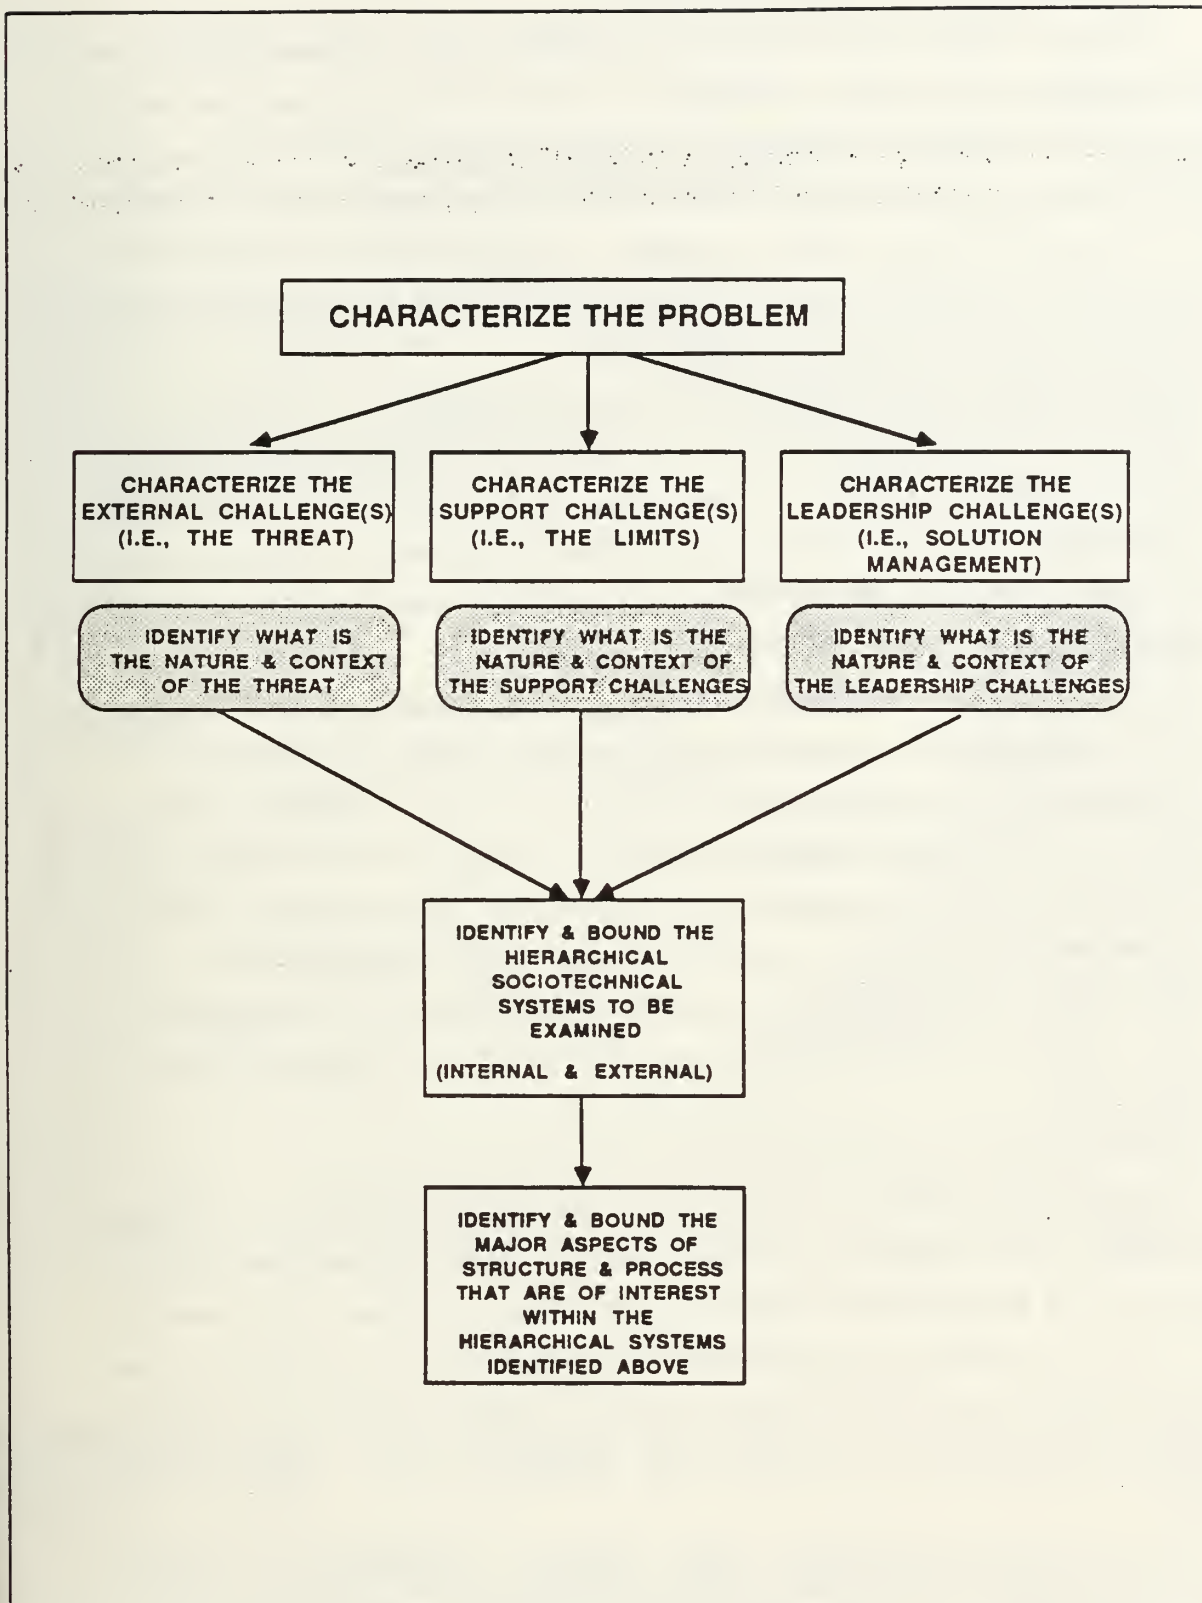 CHARACTERIZE THE PROBLEM
CHARACTERIZE THE
EXTERNAL CHALLENGE(S)
(I.E., THE THREAT)
CHARACTERIZE THE
SUPPORT CHALLENGE(S)
(I.E., THE LIMITS)
CHARACTERIZE THE
LEADERSHIP CHALLENGE(S)
(I.E., SOLUTION
MANAGEMENT)
IDENTIFY WHAT IS
THE NATURE & CONTEXT
OF THE THREAT
IDENTIFY WHAT IS THE
NATURE & CONTEXT OF
THE SUPPORT CHALLENGES
IDENTIFY WHAT IS THE
NATURE & CONTEXT OF
THE LEADERSHIP CHALLENGES
IDENTIFY & BOUND THE
HIERARCHICAL
SOCIOTECHNICAL
SYSTEMS TO BE
EXAMINED
(INTERNAL & EXTERNAL)
IDENTIFY & BOUND THE
MAJOR ASPECTS OF
STRUCTURE & PROCESS
THAT ARE OF INTEREST
WITHIN THE
HIERARCHICAL SYSTEMS
IDENTIFIED ABOVE